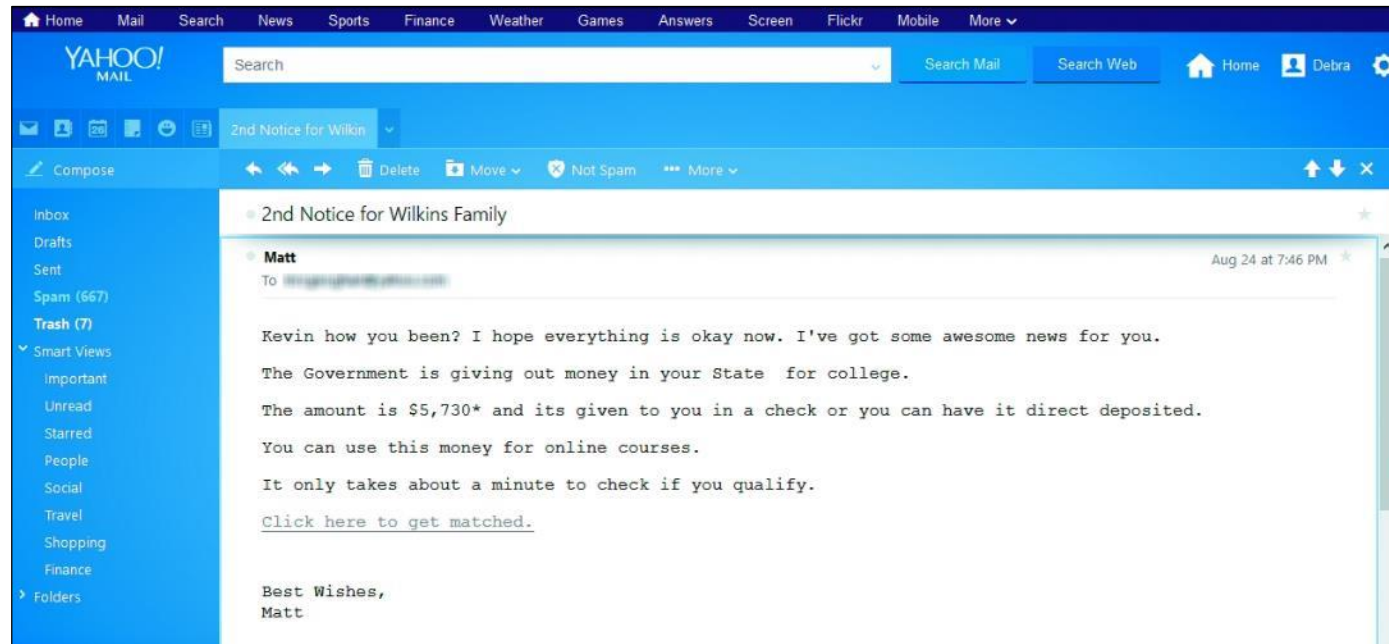 Home Mail Search News Sports Finance Weather Games Answers Screen Flickr Mobile More
YAHOO!
MAIL
Search
Search Mail
Search Web
Home
Debra
26
2nd Notice for Wilkin
Compose
Delete Move Not Spam More
Inbox
Drafts
Sent
Spam (667)
Trash (7)
Smart Views
Important
Unread
Starred
People
Social
Travel
Shopping
Finance
Folders
2nd Notice for Wilkins Family
Matt
Aug 24 at 7:46 PM
To
Kevin how you been? I hope everything is okay now. I've got some awesome news for you.
The Government is giving out money in your State for college.
The amount is $5,730* and its given to you in a check or you can have it direct deposited.
You can use this money for online courses.
It only takes about a minute to check if you qualify.
Click here to get matched.
Best Wishes,
Matt